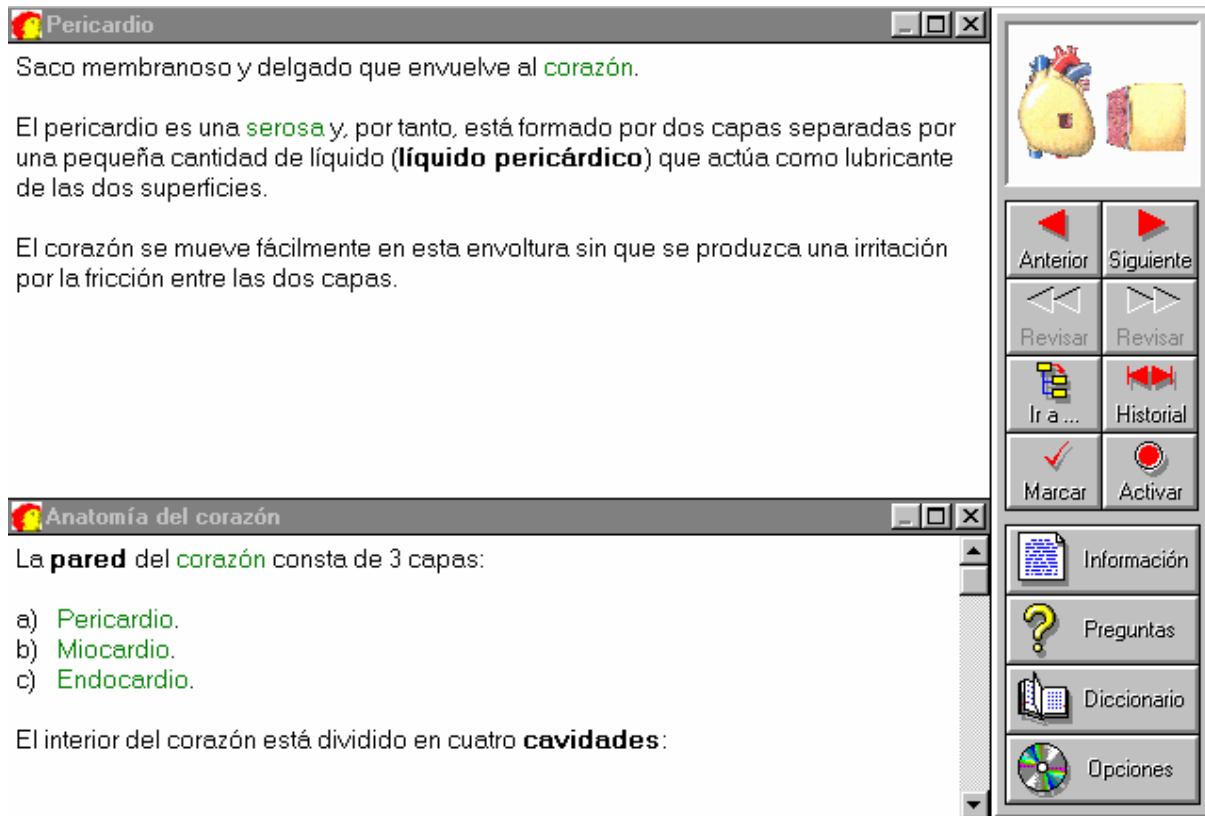 Pericardio
Saco membranoso y delgado que envuelve al corazón.
El pericardio es una serosa y, por tanto, está formado por dos capas separadas por
una pequeña cantidad de líquido (líquido pericárdico) que actúa como lubricante
de las dos superficies.
El corazón se mueve fácilmente en esta envoltura sin que se produzca una irritación
por la fricción entre las dos capas.
Anatomía del corazón
La pared del corazón consta de 3 capas:
a) Pericardio.
b) Miocardio.
c) Endocardio.
El interior del corazón está dividido en cuatro cavidades:
Anterior Siguiente
Revisar Revisar
Ir a ... Historial
Marcar Activar
Información
Preguntas
Diccionario
Opciones